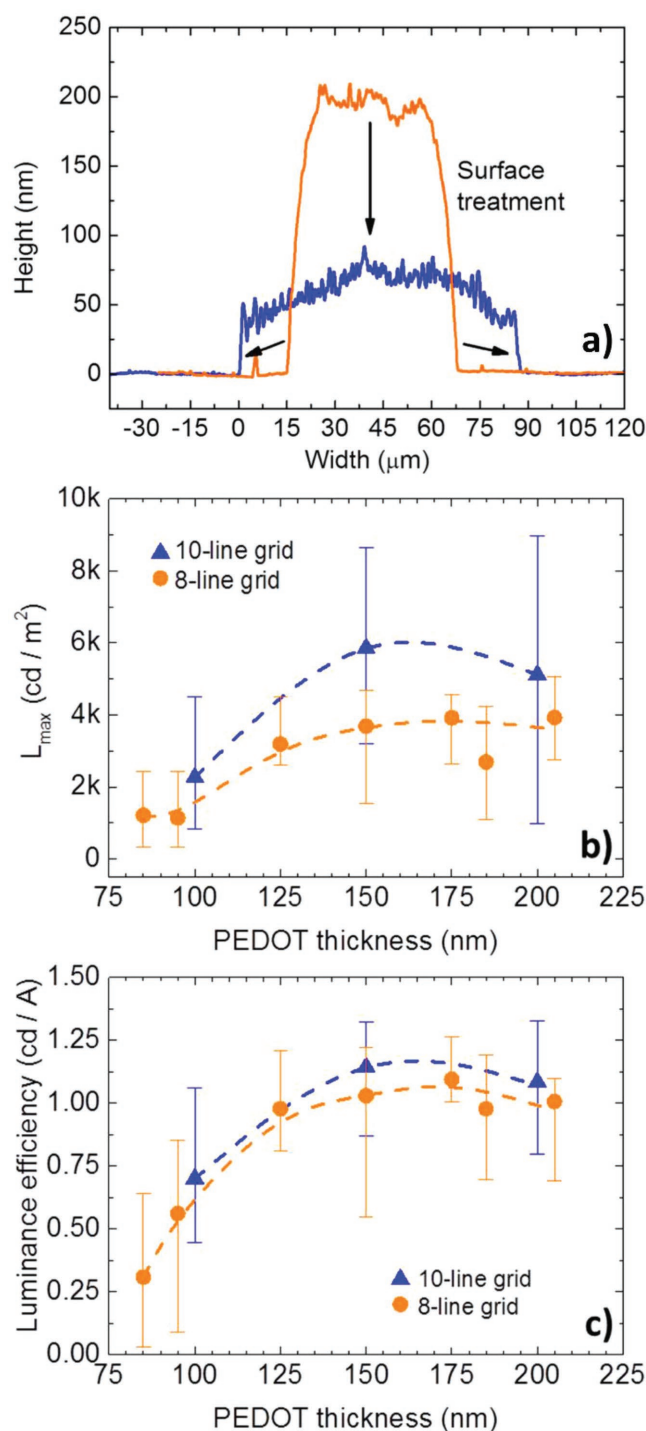 250
200
150
100
50
0
Height (nm)
Surface
treatment
a)
-30 -15 0 15 30 45 60 75 90 105 120
Width (μm)
10k
8k
6k
4k
2k
0
L_max (cd / m²)
10-line grid
8-line grid
b)
75 100 125 150 175 200 225
PEDOT thickness (nm)
1.50
1.25
1.00
0.75
0.50
0.25
0.00
Luminance efficiency (cd / A)
10-line grid
8-line grid
c)
75 100 125 150 175 200 225
PEDOT thickness (nm)